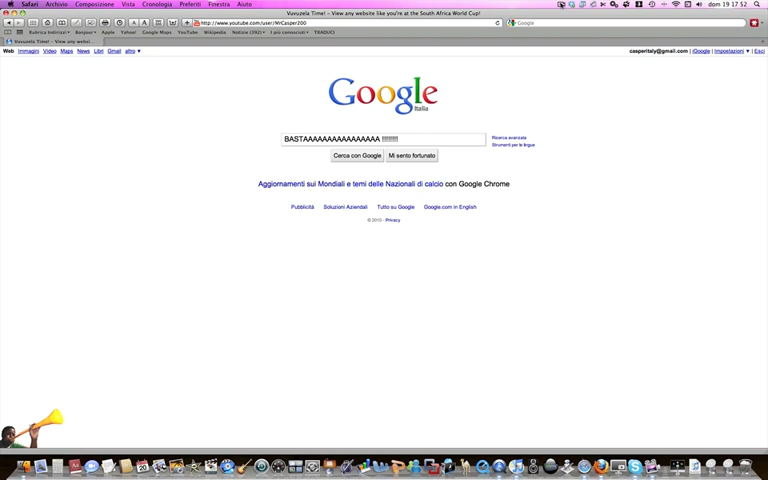 Safari Archivio Composizione Vista Cronologia Preferiti Finestra Aiuto dom 19 17:52
Vuvuzela Time! – View any website like you're at the South Africa World Cup!
http://www.youtube.com/user/MrCasper200 Google
Rubrica Indirizzi Bonjour Apple Yahoo! Google Maps YouTube Wikipedia Notizie (392) I più conosciuti TRADUCI
Vuvuzela Time! – View any websi...
Web Immagini Video Maps News Libri Gmail altro casperitaly@gmail.com | iGoogle | Impostazioni | Esci
Google
Italia
BASTAAAAAAAAAAAAAAAA !!!!!!!!!
Ricerca avanzata
Strumenti per le lingue
Cerca con Google Mi sento fortunato
Aggiornamenti sui Mondiali e temi delle Nazionali di calcio con Google Chrome
Pubblicità Soluzioni Aziendali Tutto su Google Google.com in English
© 2010 - Privacy